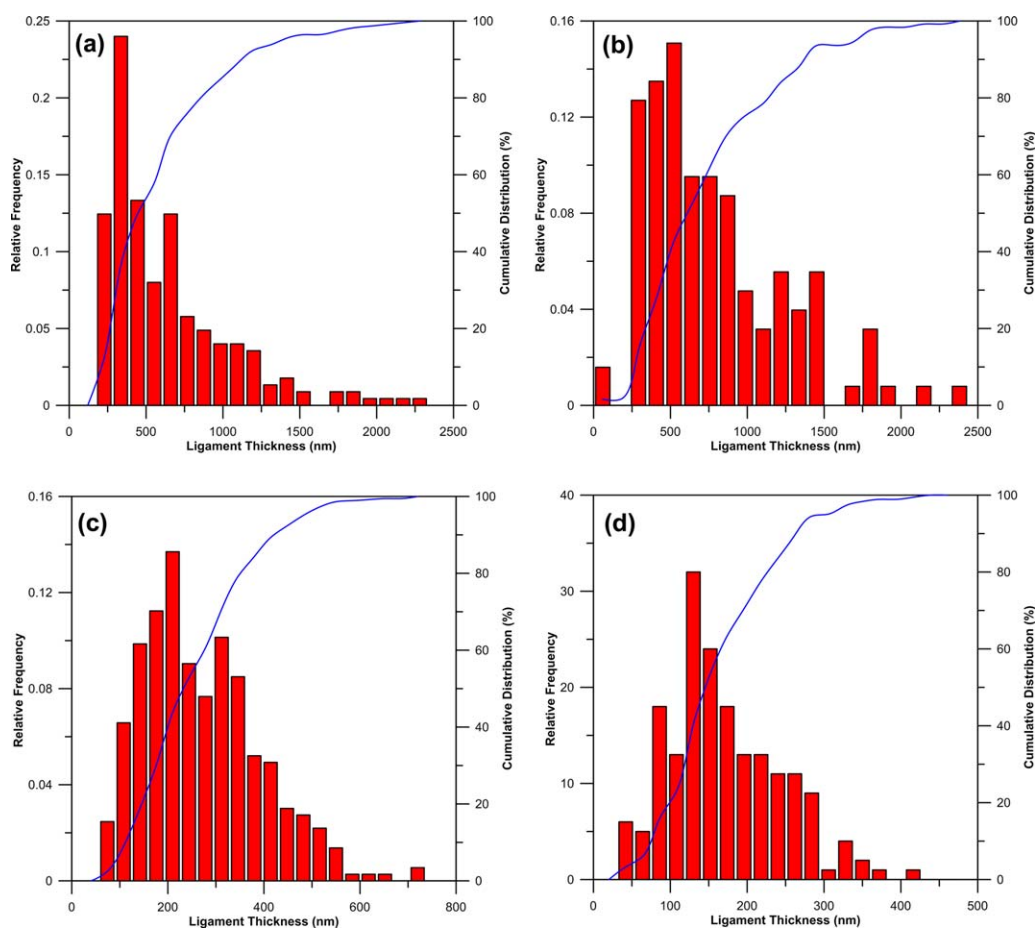 (a)
0.25
0.2
0.15
0.1
0.05
0
Relative Frequency
100
80
60
40
20
0
Cumulative Distribution (%)
0 500 1000 1500 2000 2500
Ligament Thickness (nm)
(b)
0.16
0.12
0.08
0.04
0
Relative Frequency
100
80
60
40
20
0
Cumulative Distribution (%)
0 500 1000 1500 2000 2500
Ligament Thickness (nm)
(c)
0.16
0.12
0.08
0.04
0
Relative Frequency
100
80
60
40
20
0
Cumulative Distribution (%)
0 200 400 600 800
Ligament Thickness (nm)
(d)
40
30
20
10
0
Relative Frequency
100
80
60
40
20
0
Cumulative Distribution (%)
0 100 200 300 400 500
Ligament Thickness (nm)